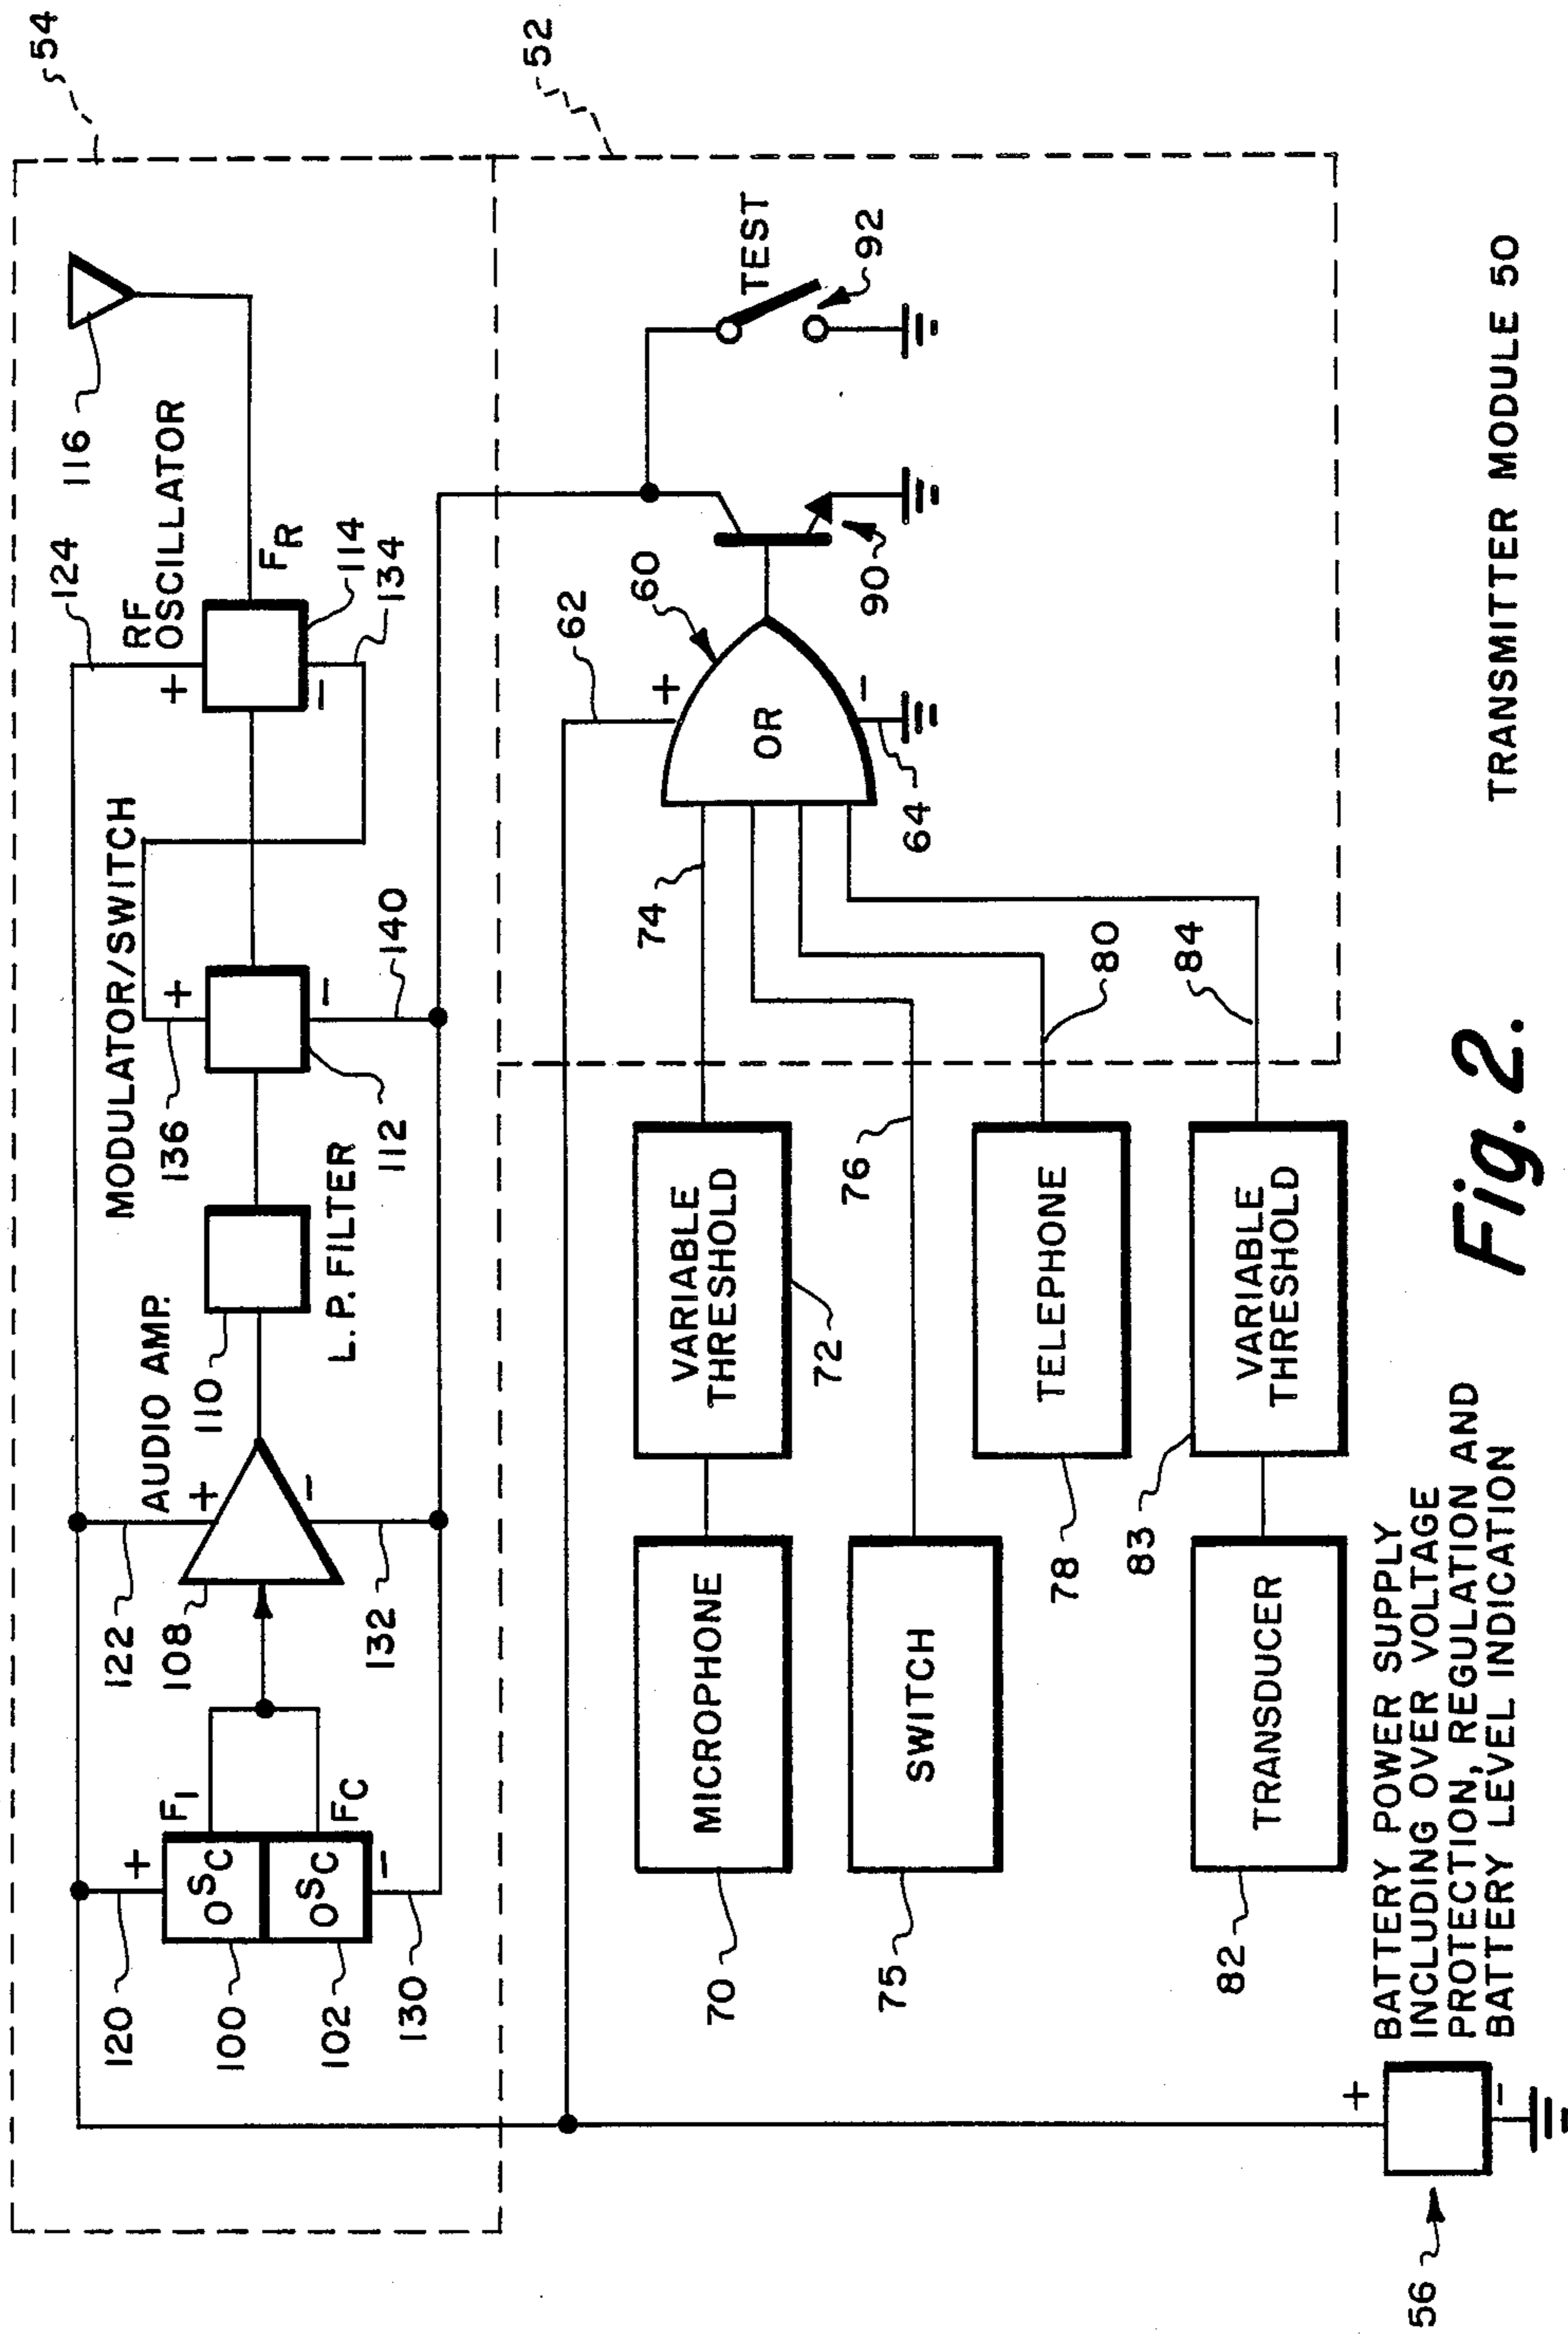 54
124
RF
OSCILLATOR
116
+
FR
114
134
−
MODULATOR/SWITCH
136
+
−
112
140
L. P. FILTER
110
AUDIO AMP.
122
+
108
−
132
120
+
F1
OSC
100
OSC
FC
102
−
130
52
TEST
92
62
60
+
OR
−
64
90
74
76
80
84
MICROPHONE
70
VARIABLE
THRESHOLD
72
SWITCH
75
TELEPHONE
78
TRANSDUCER
82
VARIABLE
THRESHOLD
83
+
−
56
BATTERY POWER SUPPLY
INCLUDING OVER VOLTAGE
PROTECTION, REGULATION AND
BATTERY LEVEL INDICATION
Fig. 2.
TRANSMITTER MODULE 50